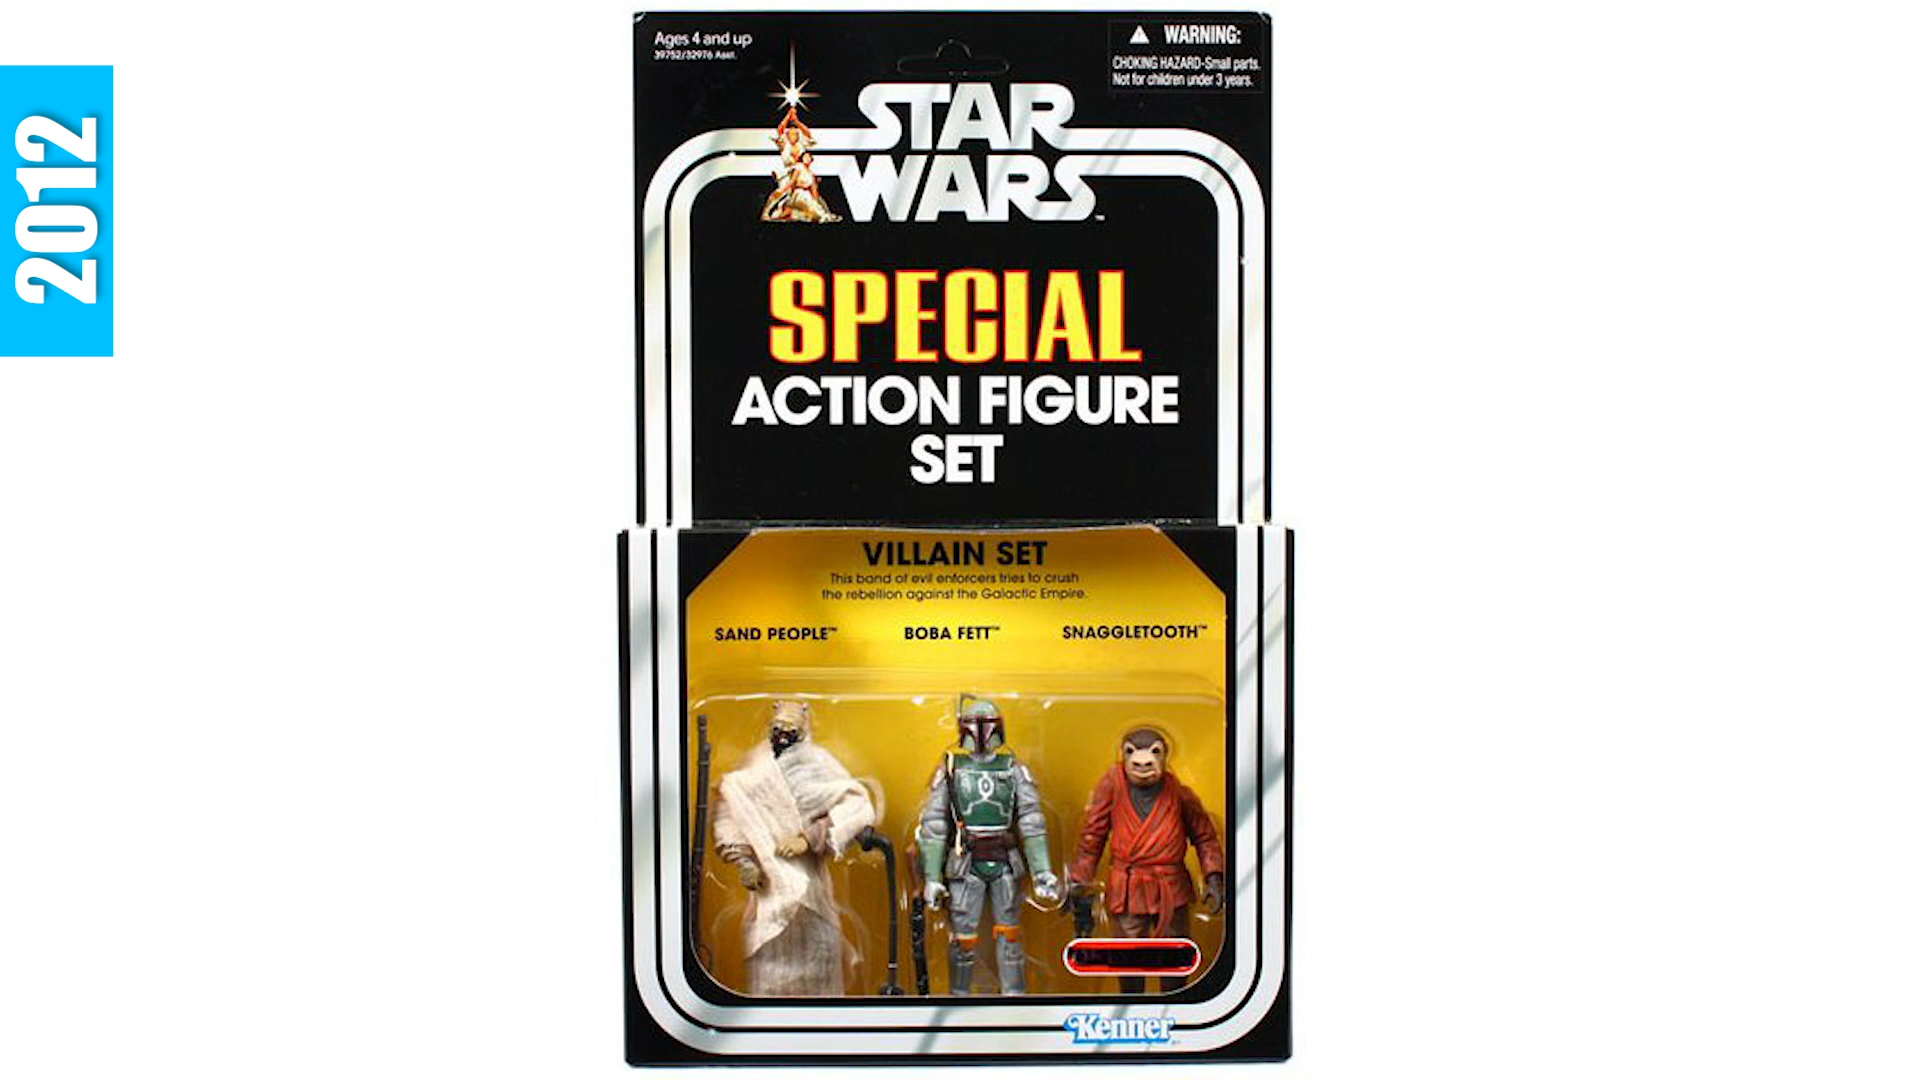 2012
Ages 4 and up
39752/32976 Asst.
WARNING:
CHOKING HAZARD-Small parts.
Not for children under 3 years.
STAR
WARS™
SPECIAL
ACTION FIGURE
SET
VILLAIN SET
This band of evil enforcers tries to crush
the rebellion against the Galactic Empire.
SAND PEOPLE™ BOBA FETT™ SNAGGLETOOTH™
Kenner